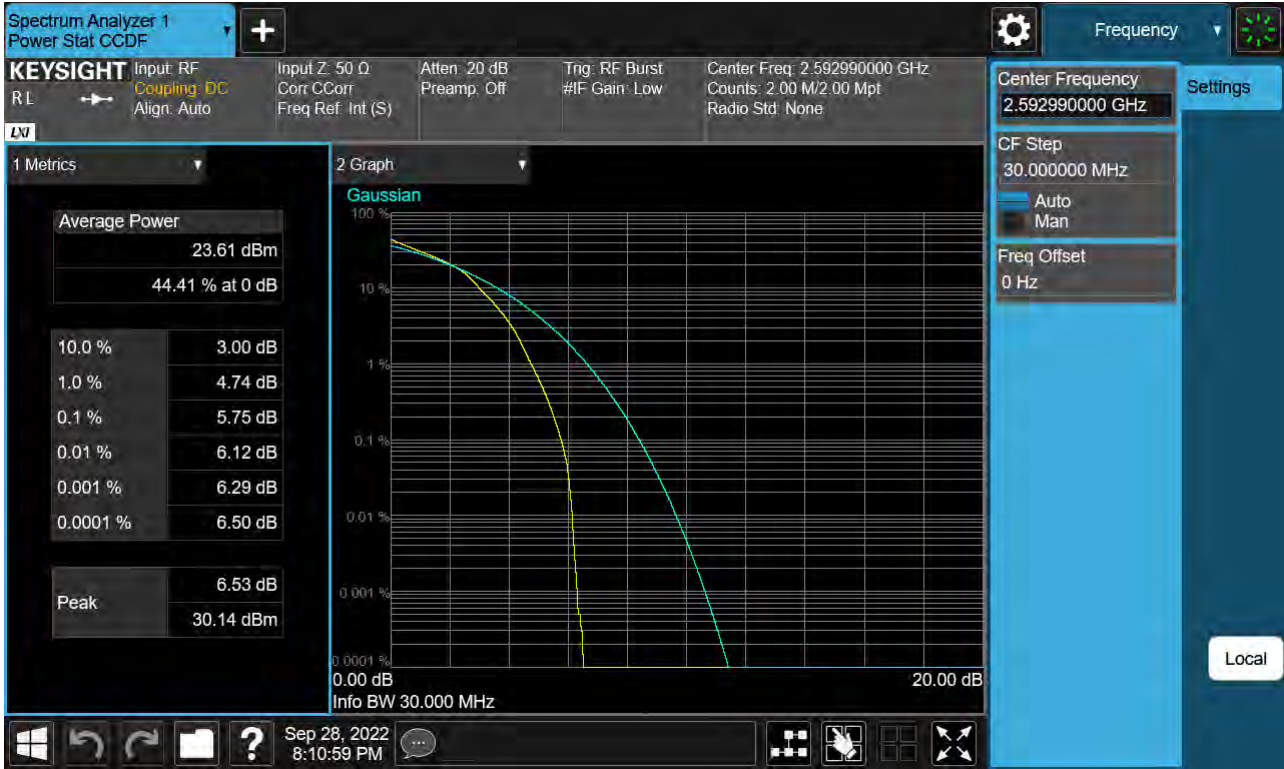 Spectrum Analyzer 1
Power Stat CCDF
+
Frequency
KEYSIGHT
RL
LXI
Input: RF
Coupling: DC
Align: Auto
Input Z: 50 Ω
Corr CCorr
Freq Ref: Int (S)
Atten: 20 dB
Preamp: Off
Trig: RF Burst
#IF Gain: Low
Center Freq: 2.592990000 GHz
Counts: 2.00 M/2.00 Mpt
Radio Std: None
Center Frequency
2.592990000 GHz
Settings
CF Step
30.000000 MHz
Auto
Man
Freq Offset
0 Hz
1 Metrics
Average Power
23.61 dBm
44.41 % at 0 dB
10.0 % 3.00 dB
1.0 % 4.74 dB
0.1 % 5.75 dB
0.01 % 6.12 dB
0.001 % 6.29 dB
0.0001 % 6.50 dB
Peak 6.53 dB
30.14 dBm
2 Graph
Gaussian
100 %
10 %
1 %
0.1 %
0.01 %
0.001 %
0.0001 %
0.00 dB 20.00 dB
Info BW 30.000 MHz
Local
?
Sep 28, 2022
8:10:59 PM